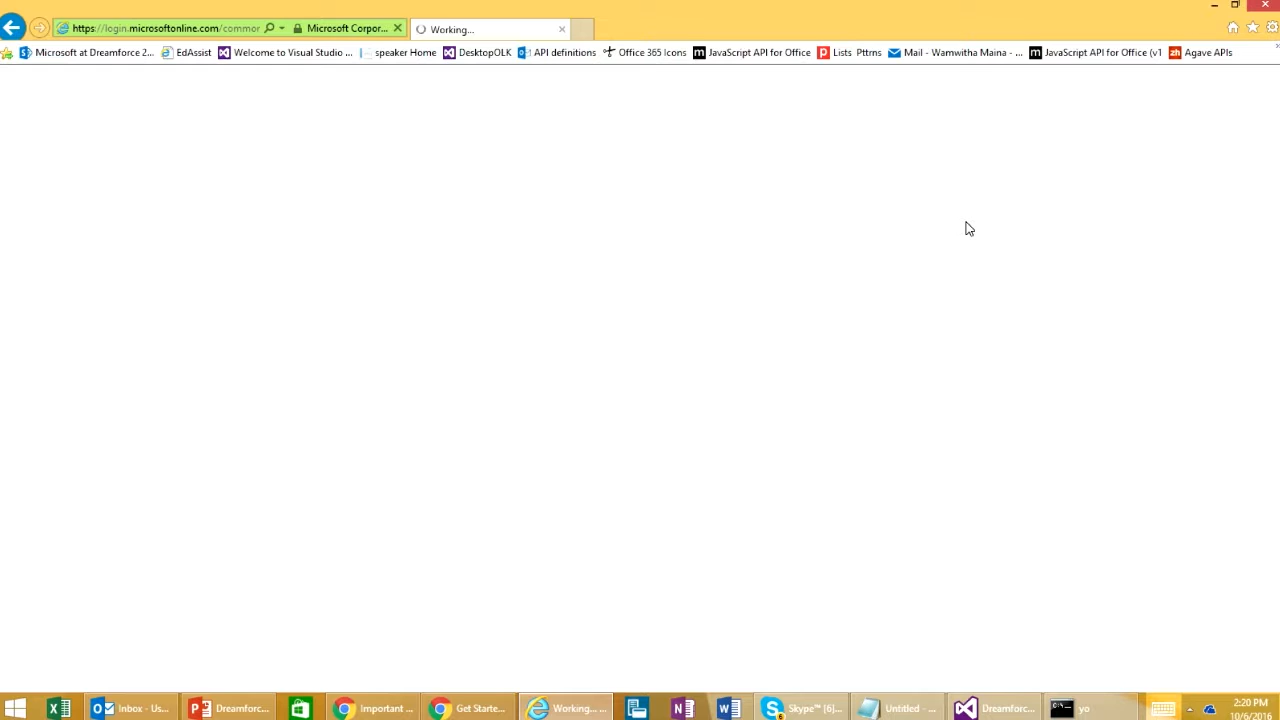 https://login.microsoftonline.com/commor Microsoft Corpor... Working...
Microsoft at Dreamforce 2... EdAssist Welcome to Visual Studio ... speaker Home DesktopOLK API definitions Office 365 Icons JavaScript API for Office Lists Pttrns Mail - Wamwitha Maina - ... JavaScript API for Office (v1 zh Agave APIs
Inbox - Us... Dreamforc... Important ... Get Starte... Working... ... Skype™ [6]... Untitled - ... Dreamforc... yo 2:20 PM
10/6/2016